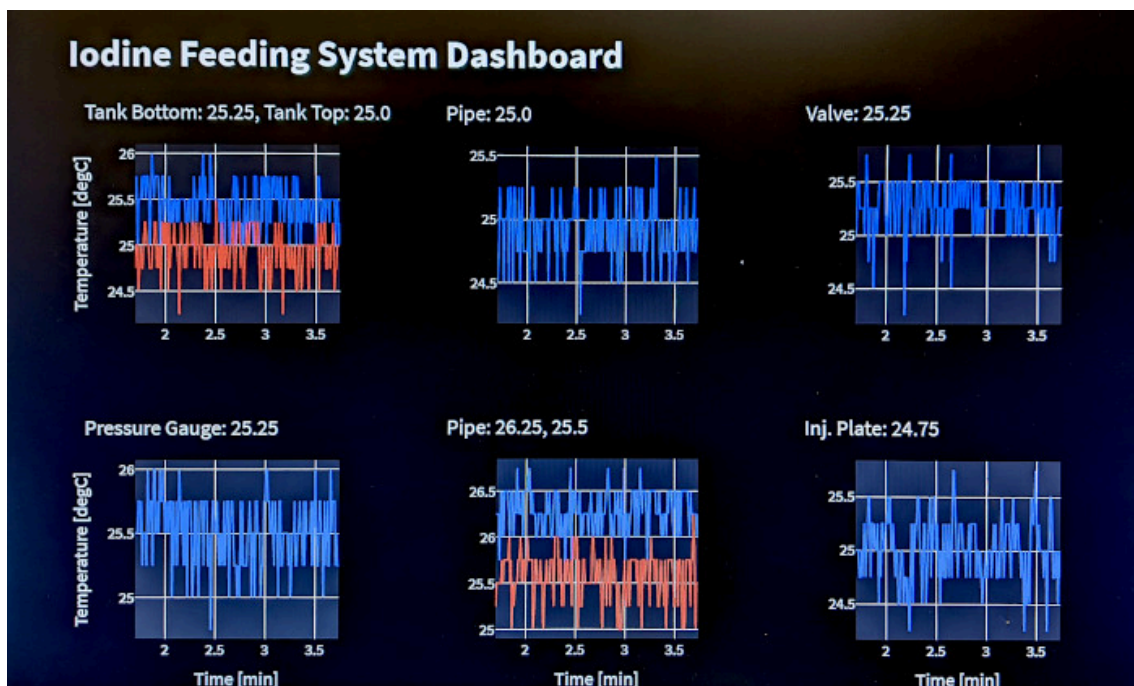 Iodine Feeding System Dashboard
Tank Bottom: 25.25, Tank Top: 25.0
Temperature [degC]
26
25.5
25
24.5
2 2.5 3 3.5
Pipe: 25.0
25.5
25
24.5
2 2.5 3 3.5
Valve: 25.25
25.5
25
24.5
2 2.5 3 3.5
Pressure Gauge: 25.25
Temperature [degC]
26
25.5
25
2 2.5 3 3.5
Time [min]
Pipe: 26.25, 25.5
26.5
26
25.5
25
2 2.5 3 3.5
Time [min]
Inj. Plate: 24.75
25.5
25
24.5
2 2.5 3 3.5
Time [min]